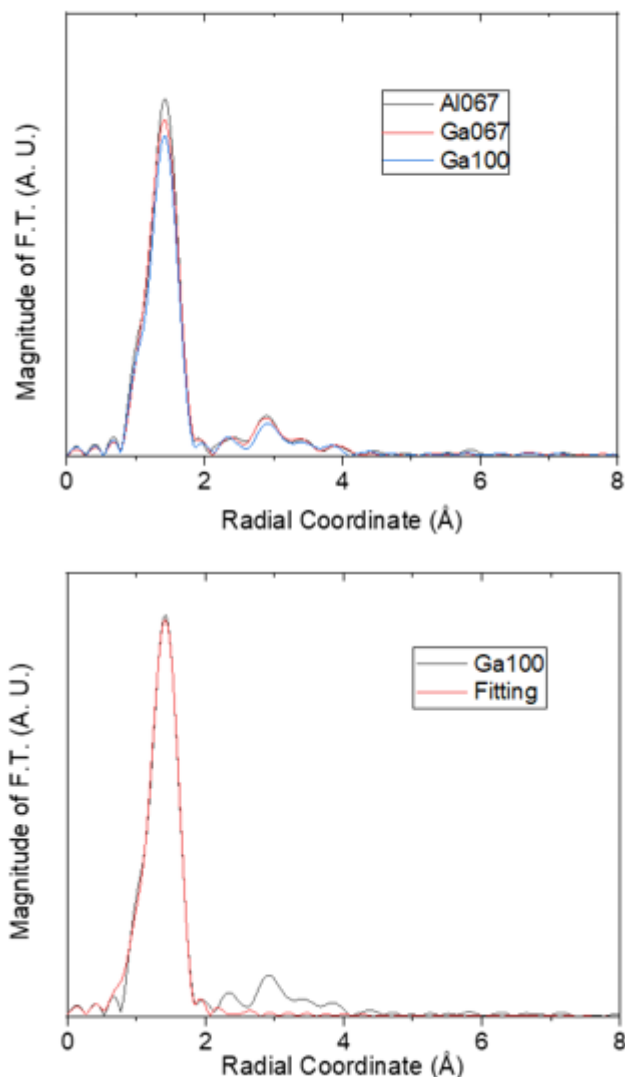 Magnitude of F.T. (A. U.)
Al067
Ga067
Ga100
0 2 4 6 8
Radial Coordinate (Å)
Magnitude of F.T. (A. U.)
Ga100
Fitting
0 2 4 6 8
Radial Coordinate (Å)